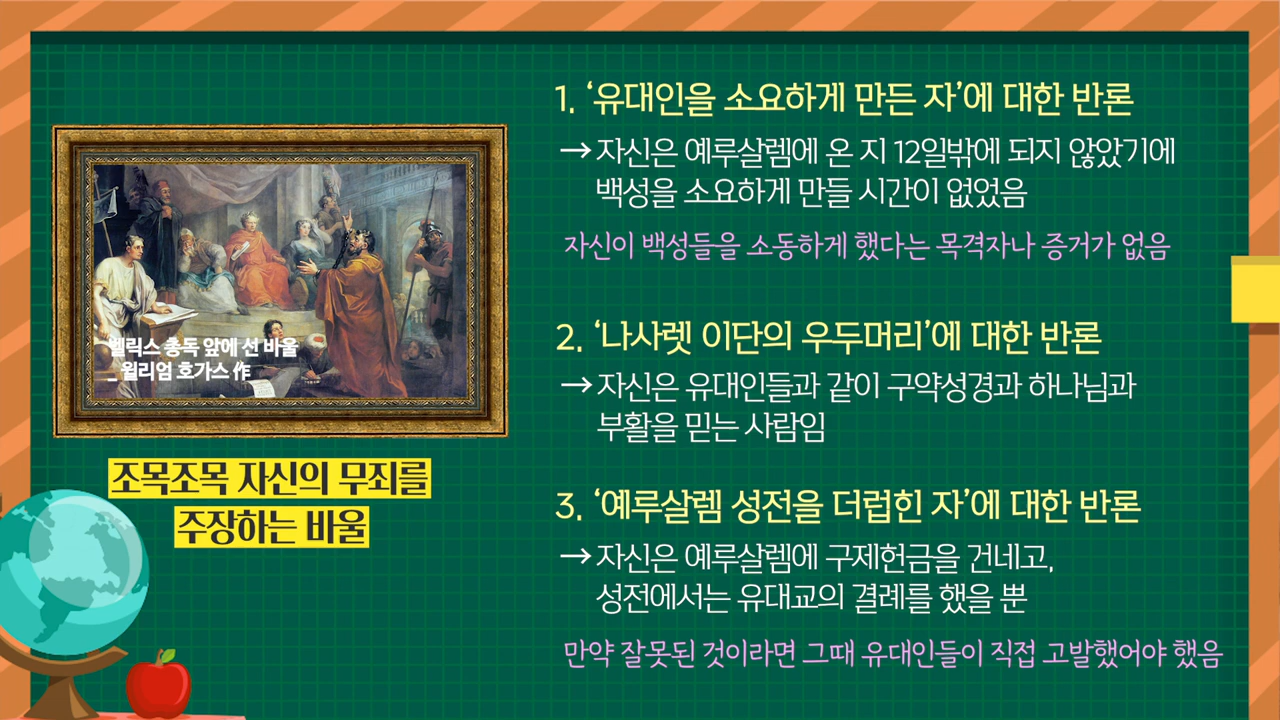 벨릭스 총독 앞에 선 바울
_ 윌리엄 호가스 作
조목조목 자신의 무죄를
주장하는 바울
1. ‘유대인을 소요하게 만든 자’에 대한 반론
→ 자신은 예루살렘에 온 지 12일밖에 되지 않았기에
백성을 소요하게 만들 시간이 없었음
자신이 백성들을 소동하게 했다는 목격자나 증거가 없음
2. ‘나사렛 이단의 우두머리’에 대한 반론
→ 자신은 유대인들과 같이 구약성경과 하나님과
부활을 믿는 사람임
3. ‘예루살렘 성전을 더럽힌 자’에 대한 반론
→ 자신은 예루살렘에 구제헌금을 건네고,
성전에서는 유대교의 결례를 했을 뿐
만약 잘못된 것이라면 그때 유대인들이 직접 고발했어야 했음